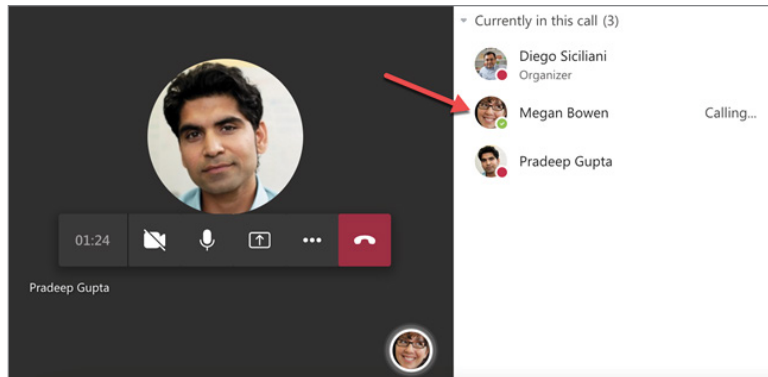 Currently in this call (3)
Diego Siciliani
Organizer
Megan Bowen
Calling...
Pradeep Gupta
01:24
Pradeep Gupta